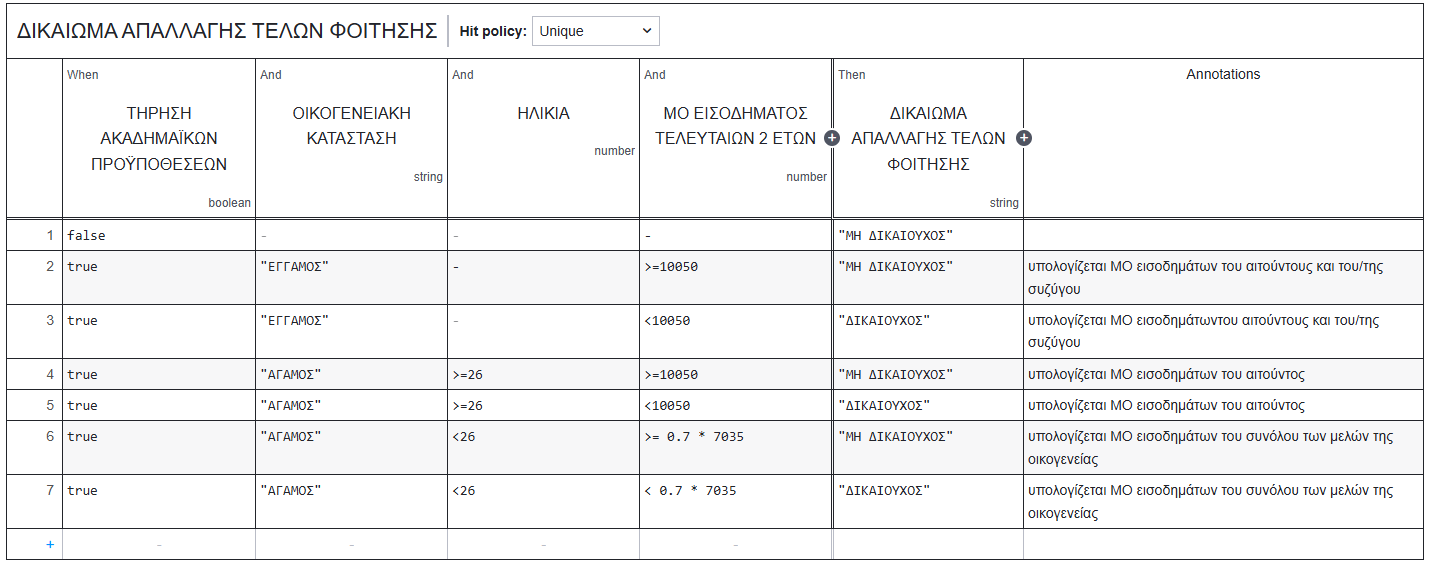 ΔΙΚΑΙΩΜΑ ΑΠΑΛΛΑΓΗΣ ΤΕΛΩΝ ΦΟΙΤΗΣΗΣ Hit policy: Unique
When And And And Then Annotations
ΤΗΡΗΣΗ ΑΚΑΔΗΜΑΪΚΩΝ ΠΡΟΫΠΟΘΕΣΕΩΝ
boolean
ΟΙΚΟΓΕΝΕΙΑΚΗ ΚΑΤΑΣΤΑΣΗ
string
ΗΛΙΚΙΑ
number
ΜΟ ΕΙΣΟΔΗΜΑΤΟΣ ΤΕΛΕΥΤΑΙΩΝ 2 ΕΤΩΝ
number
ΔΙΚΑΙΩΜΑ ΑΠΑΛΛΑΓΗΣ ΤΕΛΩΝ ΦΟΙΤΗΣΗΣ
string
1 false - - - "ΜΗ ΔΙΚΑΙΟΥΧΟΣ"
2 true "ΕΓΓΑΜΟΣ" - >=10050 "ΜΗ ΔΙΚΑΙΟΥΧΟΣ" υπολογίζεται ΜΟ εισοδημάτων του αιτούντους και του/της
συζύγου
3 true "ΕΓΓΑΜΟΣ" - <10050 "ΔΙΚΑΙΟΥΧΟΣ" υπολογίζεται ΜΟ εισοδημάτωντου αιτούντους και του/της
συζύγου
4 true "ΑΓΑΜΟΣ" >=26 >=10050 "ΜΗ ΔΙΚΑΙΟΥΧΟΣ" υπολογίζεται ΜΟ εισοδημάτων του αιτούντος
5 true "ΑΓΑΜΟΣ" >=26 <10050 "ΔΙΚΑΙΟΥΧΟΣ" υπολογίζεται ΜΟ εισοδημάτων του αιτούντος
6 true "ΑΓΑΜΟΣ" <26 >= 0.7 * 7035 "ΜΗ ΔΙΚΑΙΟΥΧΟΣ" υπολογίζεται ΜΟ εισοδημάτων του συνόλου των μελών της
οικογενείας
7 true "ΑΓΑΜΟΣ" <26 < 0.7 * 7035 "ΔΙΚΑΙΟΥΧΟΣ" υπολογίζεται ΜΟ εισοδημάτων του συνόλου των μελών της
οικογενείας
+ - - - -